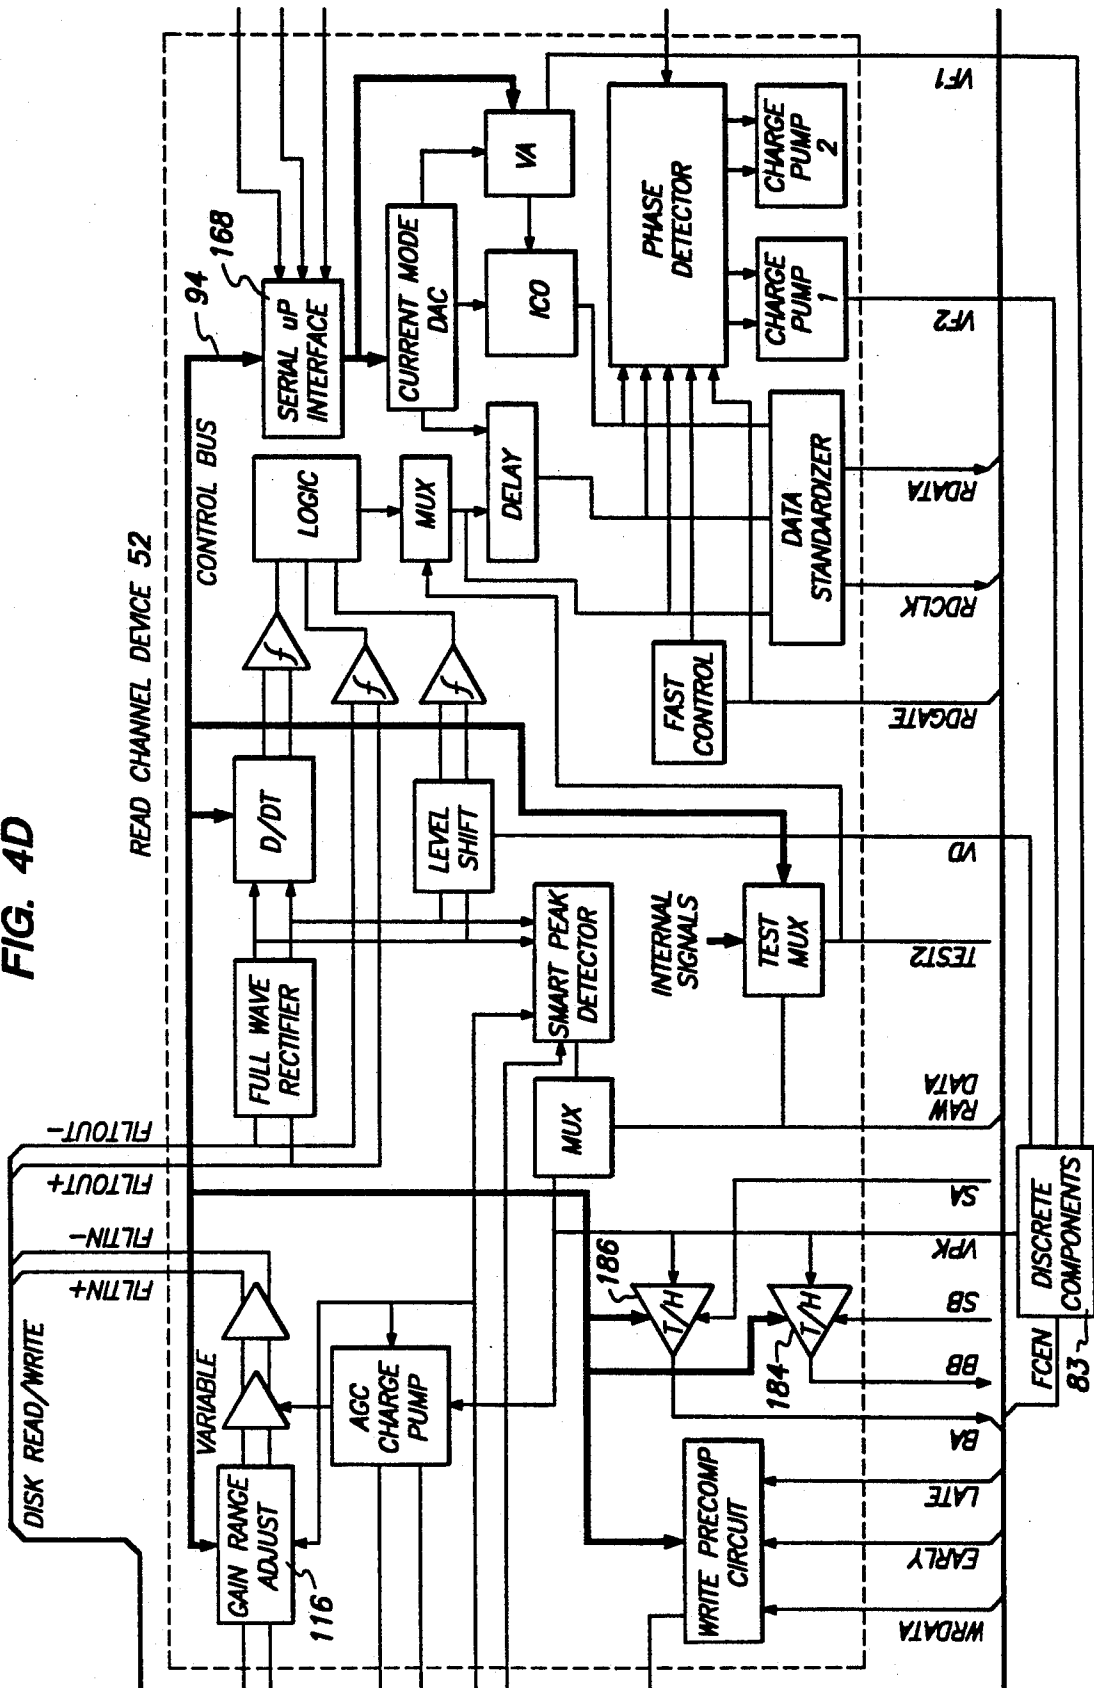 FIG. 4D
READ CHANNEL DEVICE 52
DISK READ/WRITE
FILTIN+
FILTIN-
FILTOUT+
FILTOUT-
CONTROL BUS
94
168
GAIN RANGE
ADJUST
116
VARIABLE
FULL WAVE
RECTIFIER
D/DT
f
f
f
LOGIC
SERIAL uP
INTERFACE
AGC
CHARGE
PUMP
LEVEL
SHIFT
MUX
CURRENT MODE
DAC
DELAY
ICO
VA
SMART PEAK
DETECTOR
MUX
INTERNAL
SIGNALS
TEST
MUX
FAST
CONTROL
PHASE
DETECTOR
CHARGE
PUMP
1
CHARGE
PUMP
2
DATA
STANDARDIZER
186
T/H
184
T/H
WRITE PRECOMP
CIRCUIT
WRDATA
EARLY
LATE
BA
BB
SB
VPK
SA
RAW
DATA
TEST2
VD
RDGATE
RDCLK
RDATA
VF2
VF1
FCEN
83
DISCRETE
COMPONENTS